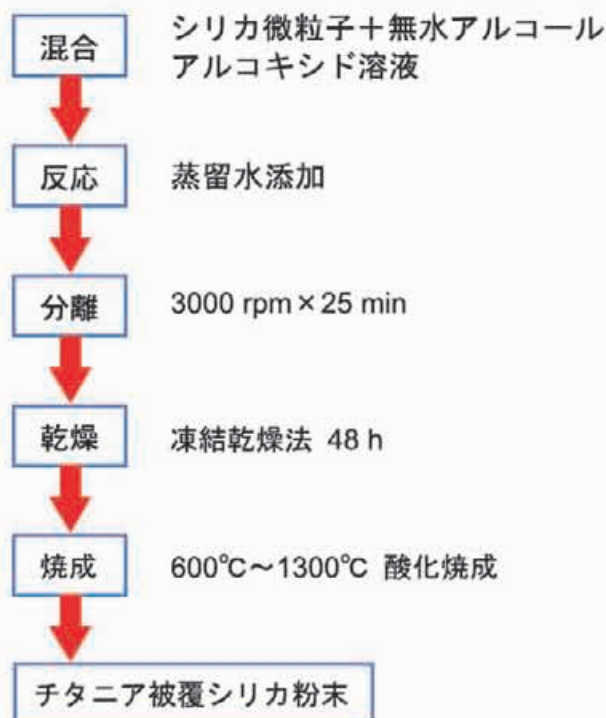 混合
シリカ微粒子＋無水アルコール
アルコキシド溶液
反応
蒸留水添加
分離
3000 rpm × 25 min
乾燥
凍結乾燥法 48 h
焼成
600℃～1300℃ 酸化焼成
チタニア被覆シリカ粉末